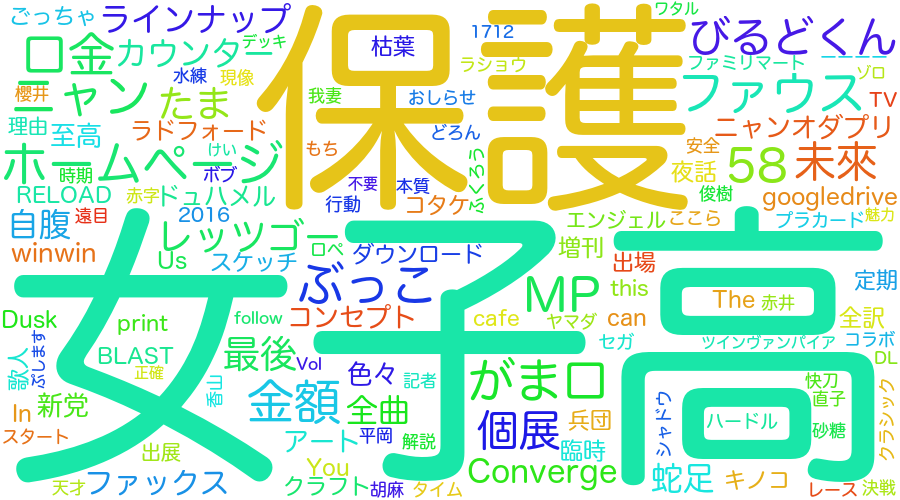 ごっちゃ
ラインナップ
保護
枯葉
ワタル
1712
びるどくん
口金
カウンター
デッキ
水練
現像
ラショウ
ファミリマート
ーーーー
ゾロ
櫻井
ニャン
たま
我妻
おしらせ
ファウス
TV
理由
至高
ラドフォード
もち
どろん
ニャンオダプリ
ホームページ
けい
ふくろう
安全
58
未來
時期
ボブ
不要
本質
夜話
RELOAD
赤字
ドュハメル
行動
コタケ
俊樹
googledrive
自腹
遠目
2016
レッツゴー
ロペ
ダウンロード
エンジェル
ここら
プラカード
魅力
女子高
winwin
Us
スケッチ
ぶっこ
増刊
出場
定期
MP
this
The
赤井
Dusk
print
follow
コンセプト
cafe
ヤマダ
can
全訳
歌人
ぷします
BLAST
最後
Vol
セガ
ツインヴァンパイア
コラボ
DL
正確
色々
記者
がま口
快刀
In
新党
香山
金額
全曲
個展
兵団
シャドウ
直子
クラシック
スタート
アート
平岡
解説
臨時
ハードル
砂糖
出展
You
Converge
蛇足
キノコ
天才
ファックス
クラフト
胡麻
タイム
レース
決戦